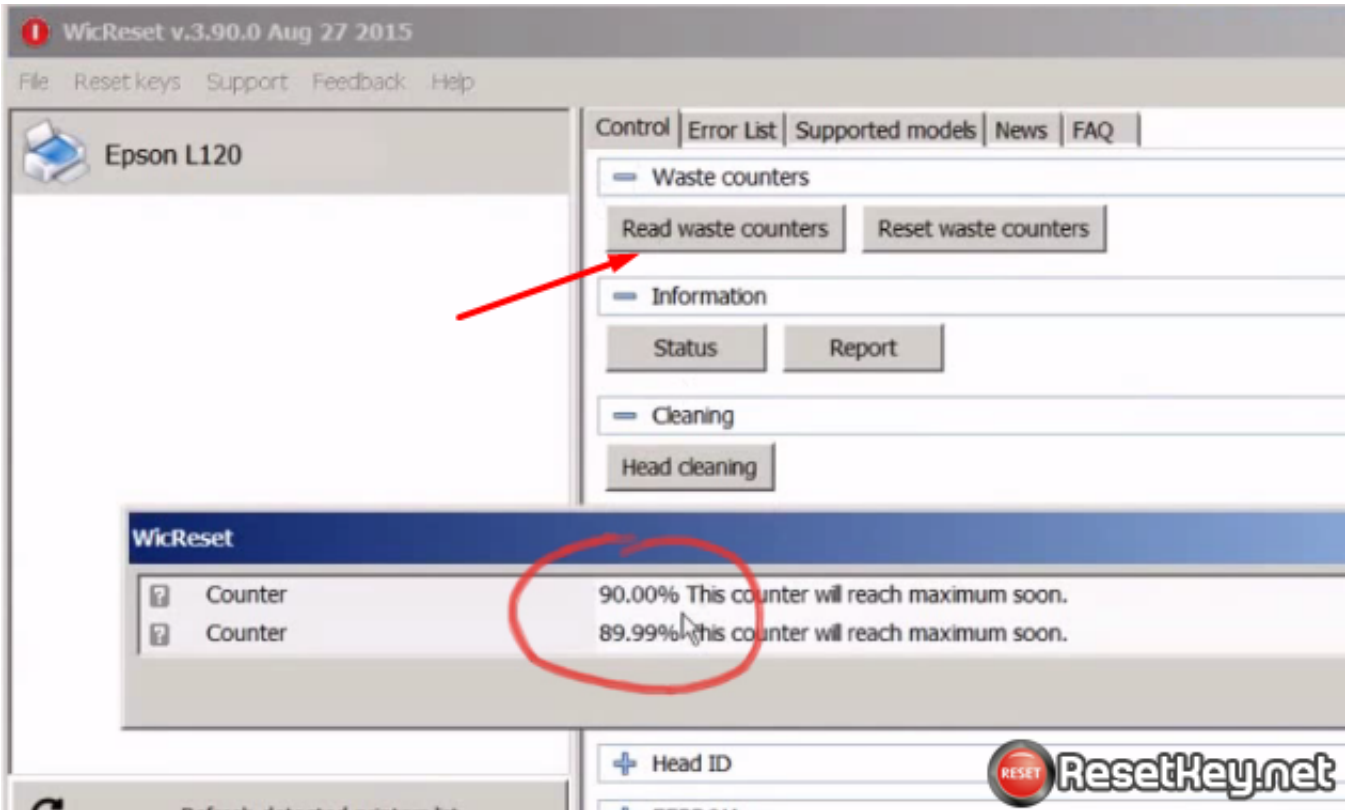 WicReset v.3.90.0 Aug 27 2015
File Reset keys Support Feedback Help
Epson L120
Control Error List Supported models News FAQ
Waste counters
Read waste counters Reset waste counters
Information
Status Report
Cleaning
Head cleaning
WicReset
Counter 90.00% This counter will reach maximum soon.
Counter 89.99% This counter will reach maximum soon.
Head ID
RESET ResetKey.net